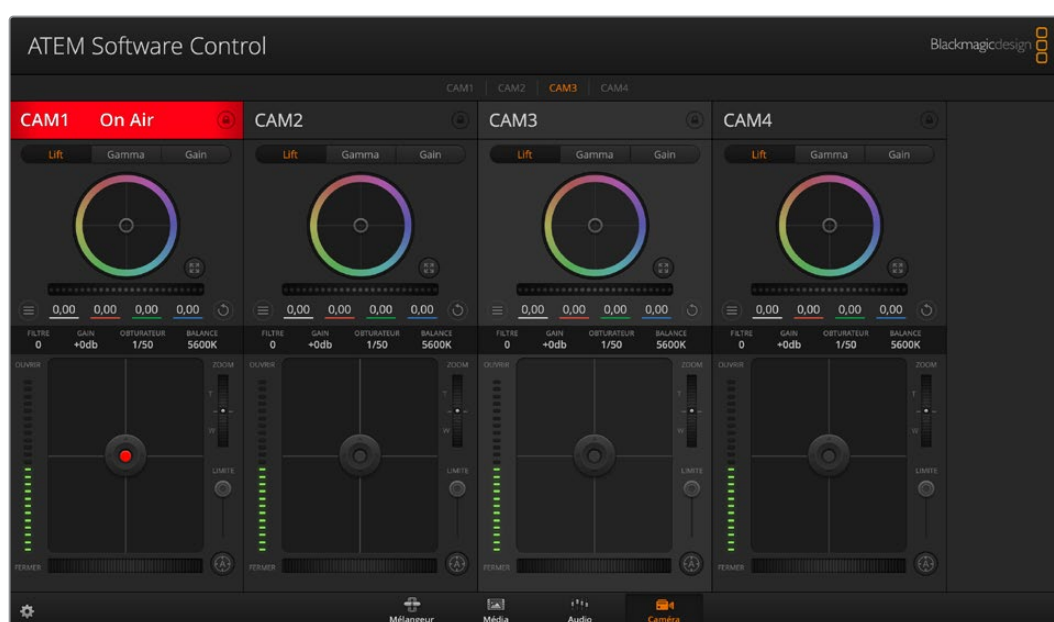 ATEM Software Control
Blackmagicdesign
CAM1 CAM2 CAM3 CAM4
CAM1 On Air CAM2 CAM3 CAM4
Lift Gamma Gain Lift Gamma Gain Lift Gamma Gain Lift Gamma Gain
0,00 0,00 0,00 0,00 0,00 0,00 0,00 0,00 0,00 0,00 0,00 0,00 0,00 0,00 0,00 0,00
FILTRE GAIN OBTURATEUR BALANCE FILTRE GAIN OBTURATEUR BALANCE FILTRE GAIN OBTURATEUR BALANCE FILTRE GAIN OBTURATEUR BALANCE
0 +0db 1/50 5600K 0 +0db 1/50 5600K 0 +0db 1/50 5600K 0 +0db 1/50 5600K
OUVRIR ZOOM OUVRIR ZOOM OUVRIR ZOOM OUVRIR ZOOM
T T T T
W W W W
LIMITE LIMITE LIMITE LIMITE
A A A A
FERMER FERMER FERMER FERMER
Mélangeur Média Audio Caméra